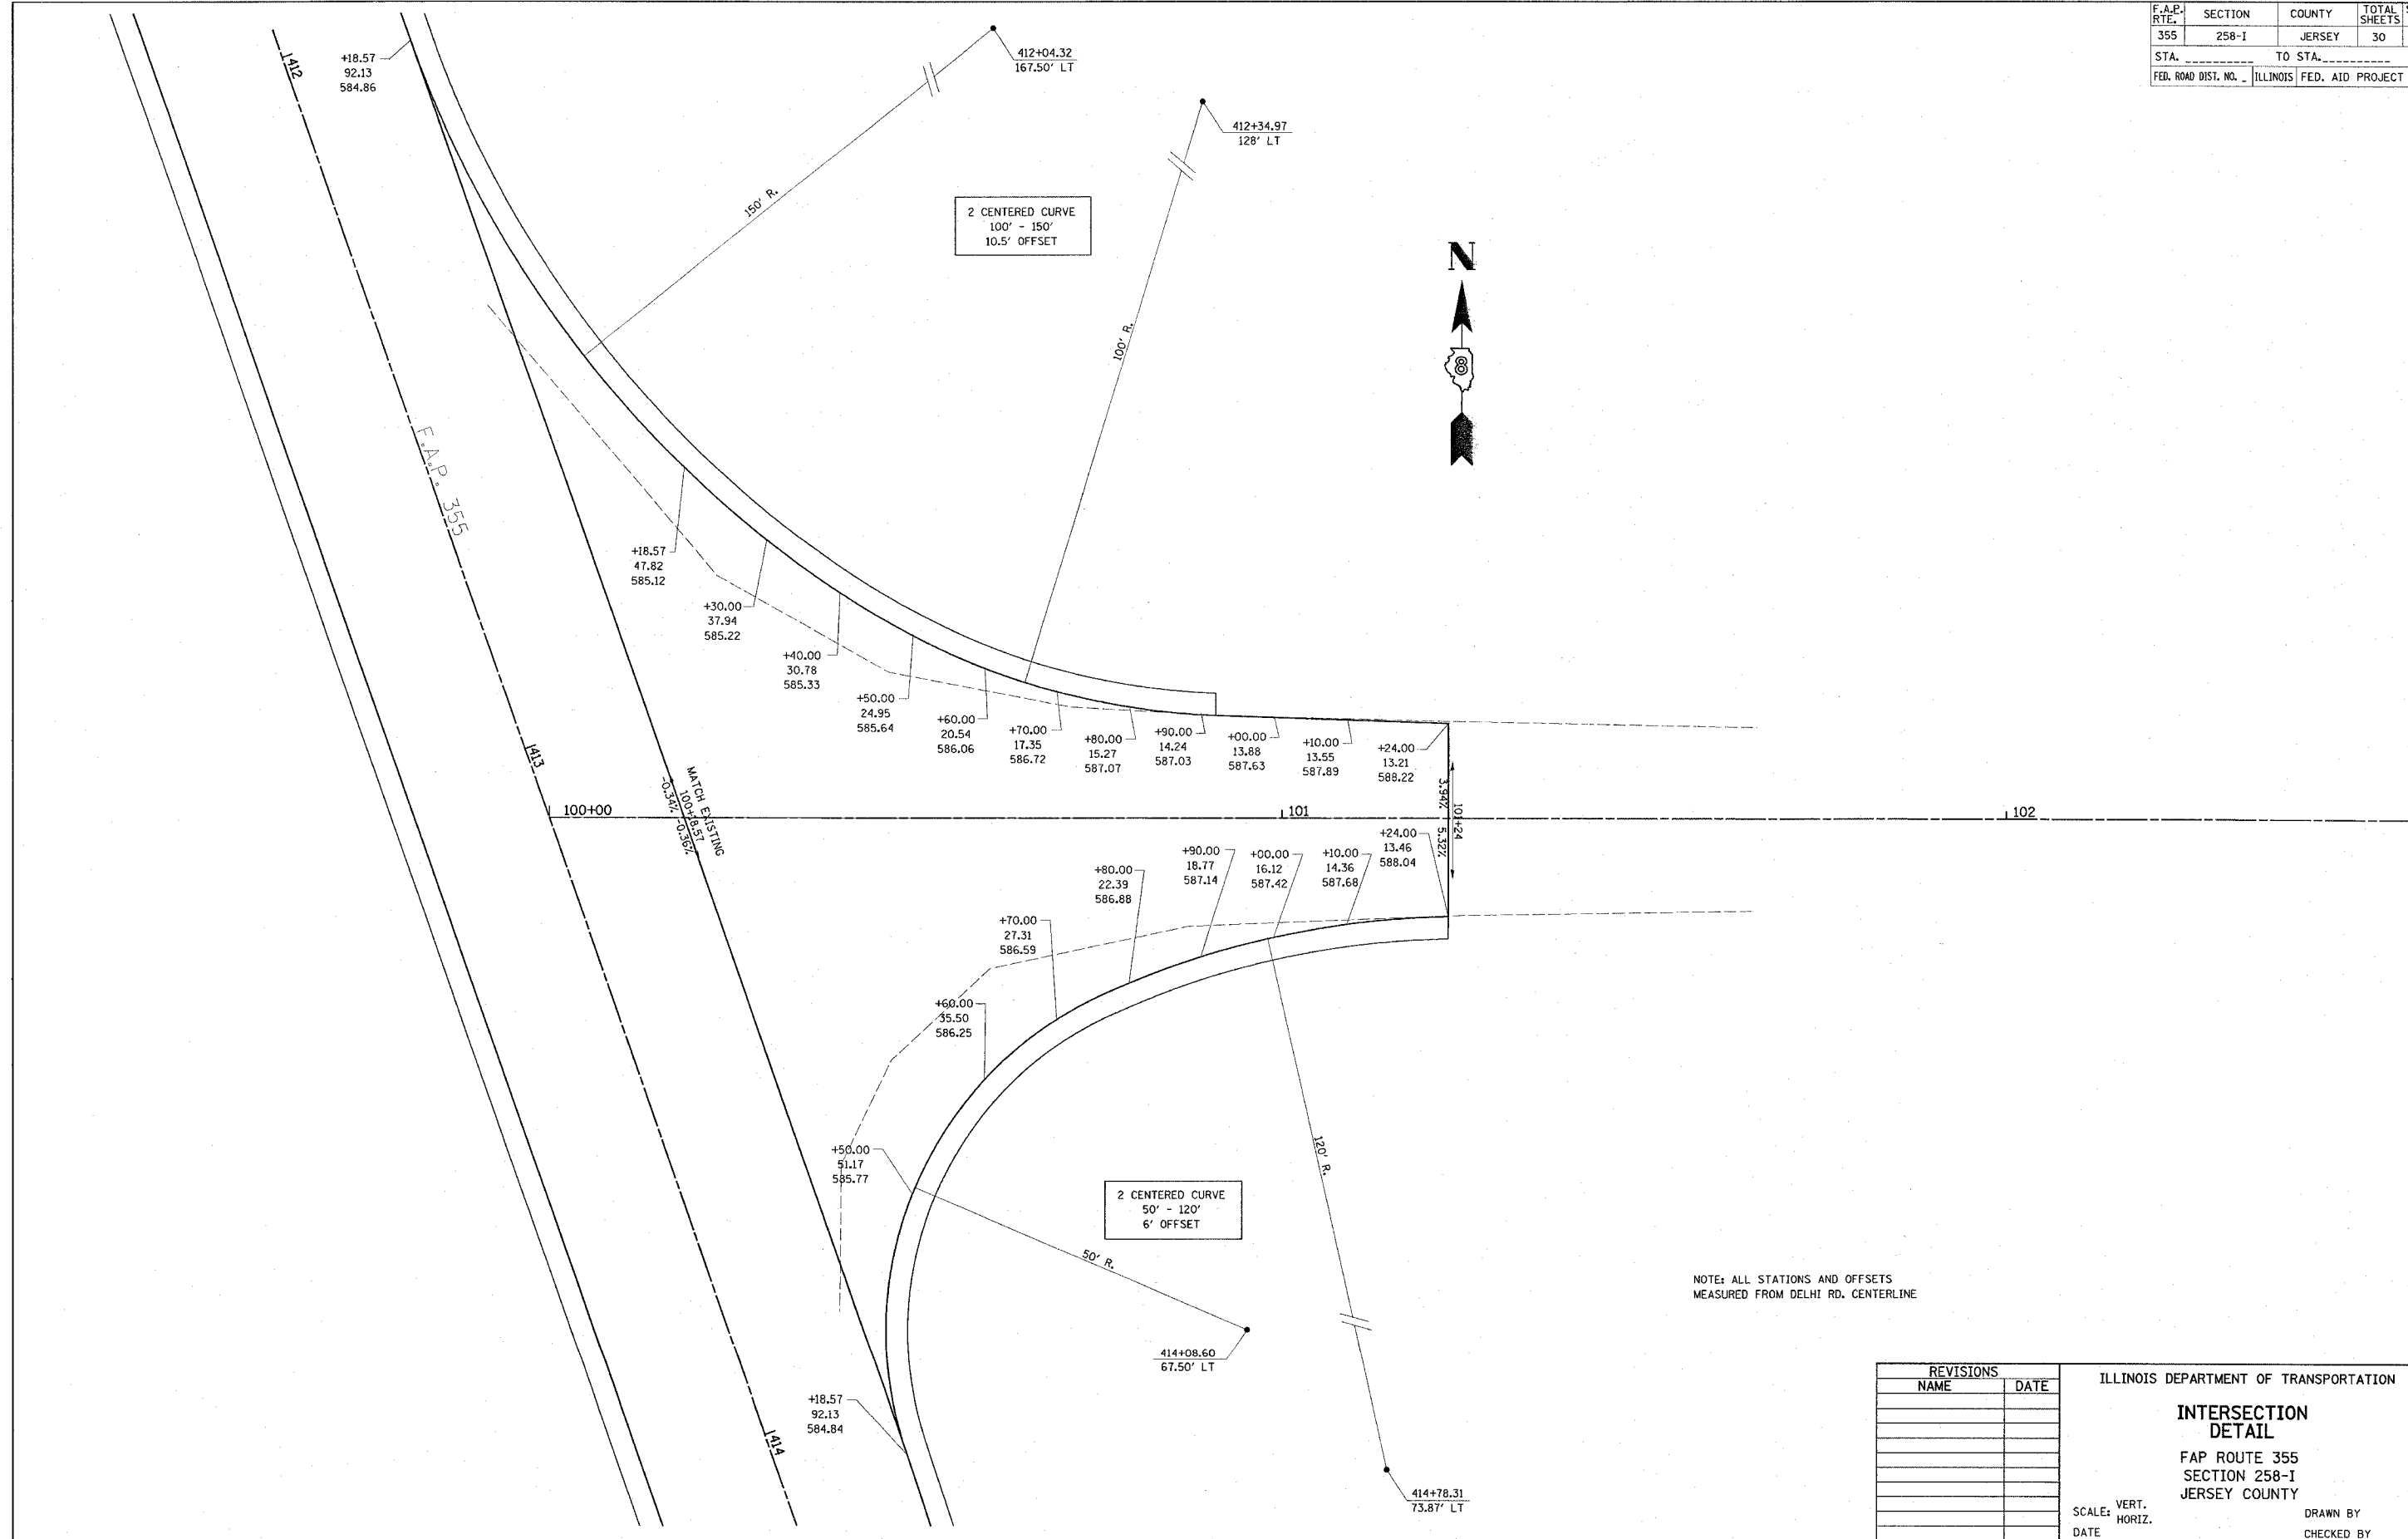 F.A.P. RTE. SECTION COUNTY TOTAL SHEETS
355 258-I JERSEY 30
STA. __________ TO STA. __________
FED. ROAD DIST. NO. _ ILLINOIS FED. AID PROJECT
412
+18.57
92.13
584.86
412+04.32
167.50' LT
412+34.97
128' LT
150' R.
100' R.
2 CENTERED CURVE
100' - 150'
10.5' OFFSET
N
8
F.A.P. 355
+18.57
47.82
585.12
+30.00
37.94
585.22
+40.00
30.78
585.33
+50.00
24.95
585.64
+60.00
20.54
586.06
+70.00
17.35
586.72
+80.00
15.27
587.07
+90.00
14.24
587.03
+00.00
13.88
587.63
+10.00
13.55
587.89
+24.00
13.21
588.22
413
100+00
MATCH EXISTING
100+18.57
-0.34% -0.36%
101
3.94% 5.32%
101+24
102
+24.00
13.46
588.04
+10.00
14.36
587.68
+00.00
16.12
587.42
+90.00
18.77
587.14
+80.00
22.39
586.88
+70.00
27.31
586.59
+60.00
35.50
586.25
+50.00
51.17
585.77
+18.57
92.13
584.84
414
2 CENTERED CURVE
50' - 120'
6' OFFSET
50' R.
120' R.
414+08.60
67.50' LT
414+78.31
73.87' LT
NOTE: ALL STATIONS AND OFFSETS
MEASURED FROM DELHI RD. CENTERLINE
REVISIONS
NAME DATE
ILLINOIS DEPARTMENT OF TRANSPORTATION
INTERSECTION
DETAIL
FAP ROUTE 355
SECTION 258-I
JERSEY COUNTY
SCALE: VERT.
HORIZ.
DRAWN BY
DATE
CHECKED BY